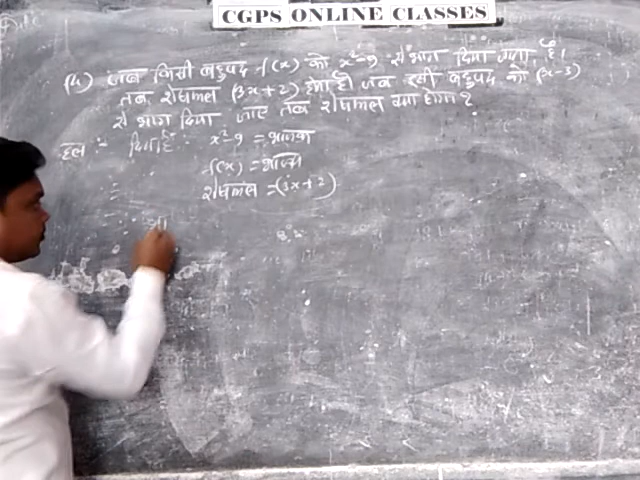 CGPS ONLINE CLASSES
जब किसी बहुपद f(x) को x²-9 से भाग दिया गया है।
तब शेषफल (3x+2) होता है। जब इसी बहुपद को (x-3)
से भाग दिया जाए तब शेषफल क्या होगा?
हल :- दिया है :- x²-9 = भाजक
f(x) = भाज्य
शेषफल = (3x+2)